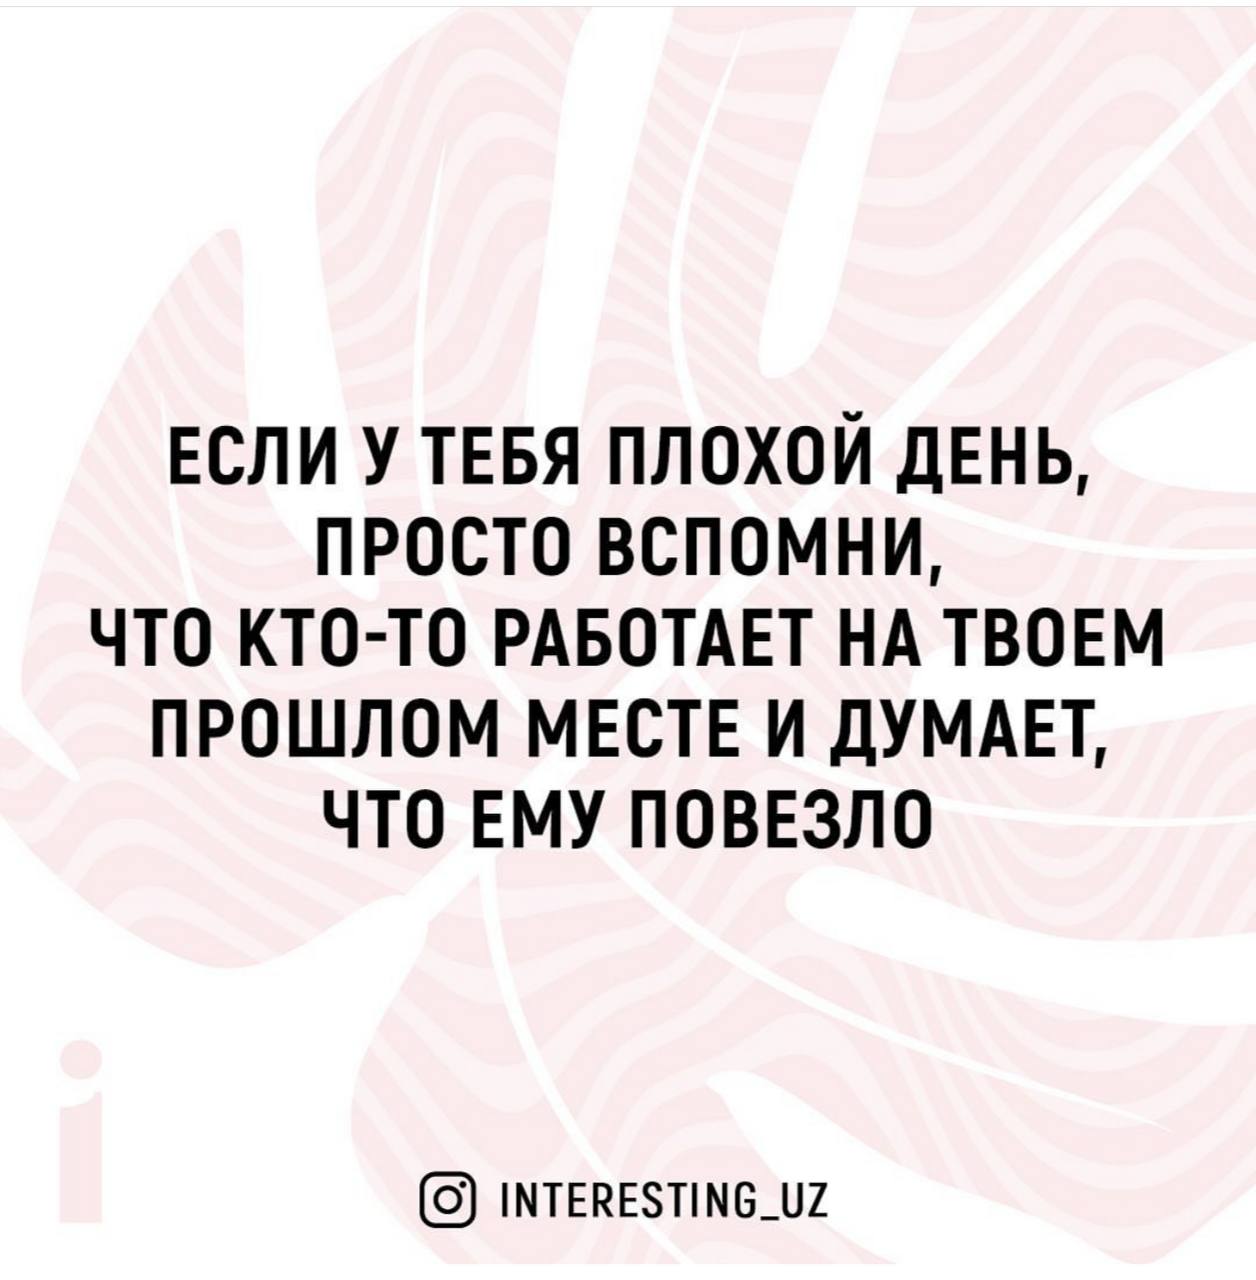 ЕСЛИ У ТЕБЯ ПЛОХОЙ ДЕНЬ,
ПРОСТО ВСПОМНИ,
ЧТО КТО-ТО РАБОТАЕТ НА ТВОЕМ
ПРОШЛОМ МЕСТЕ И ДУМАЕТ,
ЧТО ЕМУ ПОВЕЗЛО
i
INTERESTING_UZ